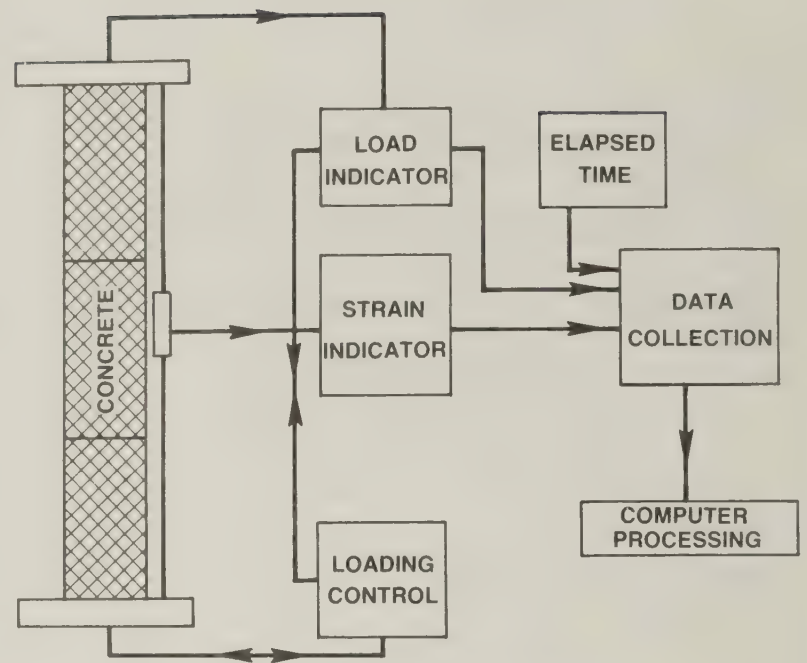 LOAD
INDICATOR
ELAPSED
TIME
CONCRETE
STRAIN
INDICATOR
DATA
COLLECTION
COMPUTER
PROCESSING
LOADING
CONTROL